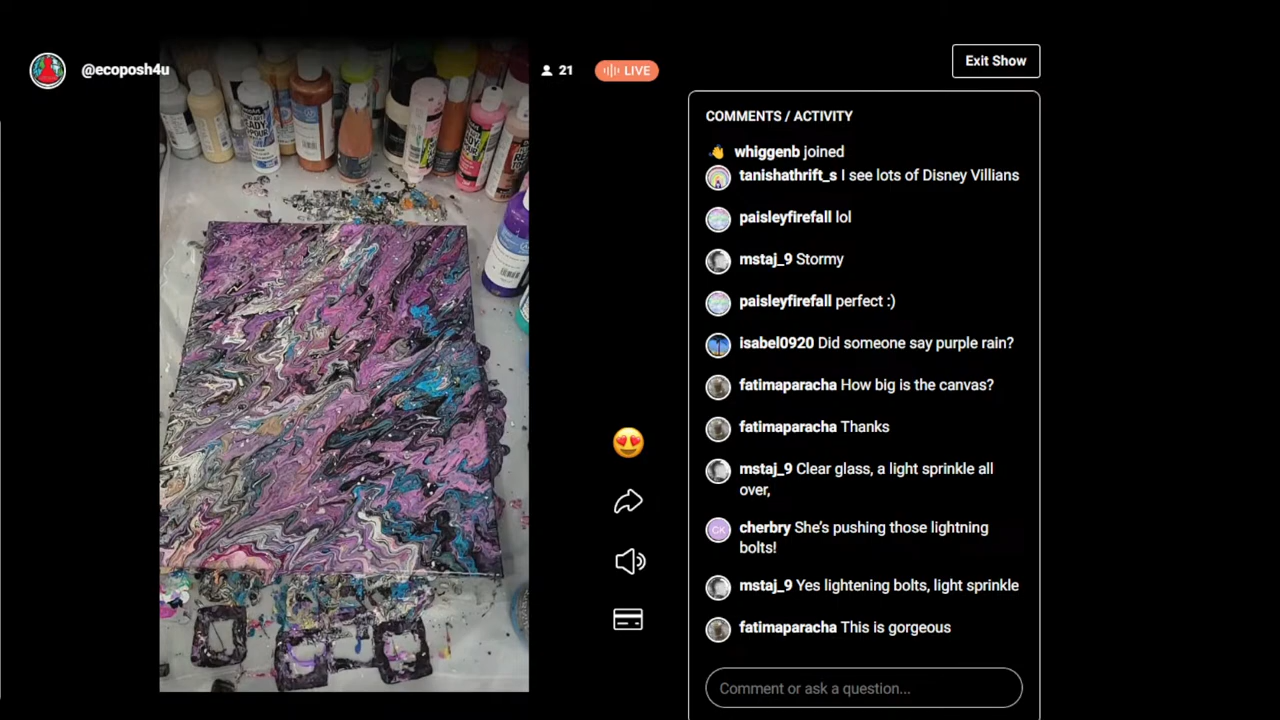 @ecoposh4u
21
LIVE
Exit Show
COMMENTS / ACTIVITY
whiggenb joined
tanishathrift_s I see lots of Disney Villians
paisleyfirefall lol
mstaj_9 Stormy
paisleyfirefall perfect :)
isabel0920 Did someone say purple rain?
fatimaparacha How big is the canvas?
fatimaparacha Thanks
mstaj_9 Clear glass, a light sprinkle all
over,
CK
cherbry She’s pushing those lightning
bolts!
mstaj_9 Yes lightening bolts, light sprinkle
fatimaparacha This is gorgeous
Comment or ask a question...
READY
POUR